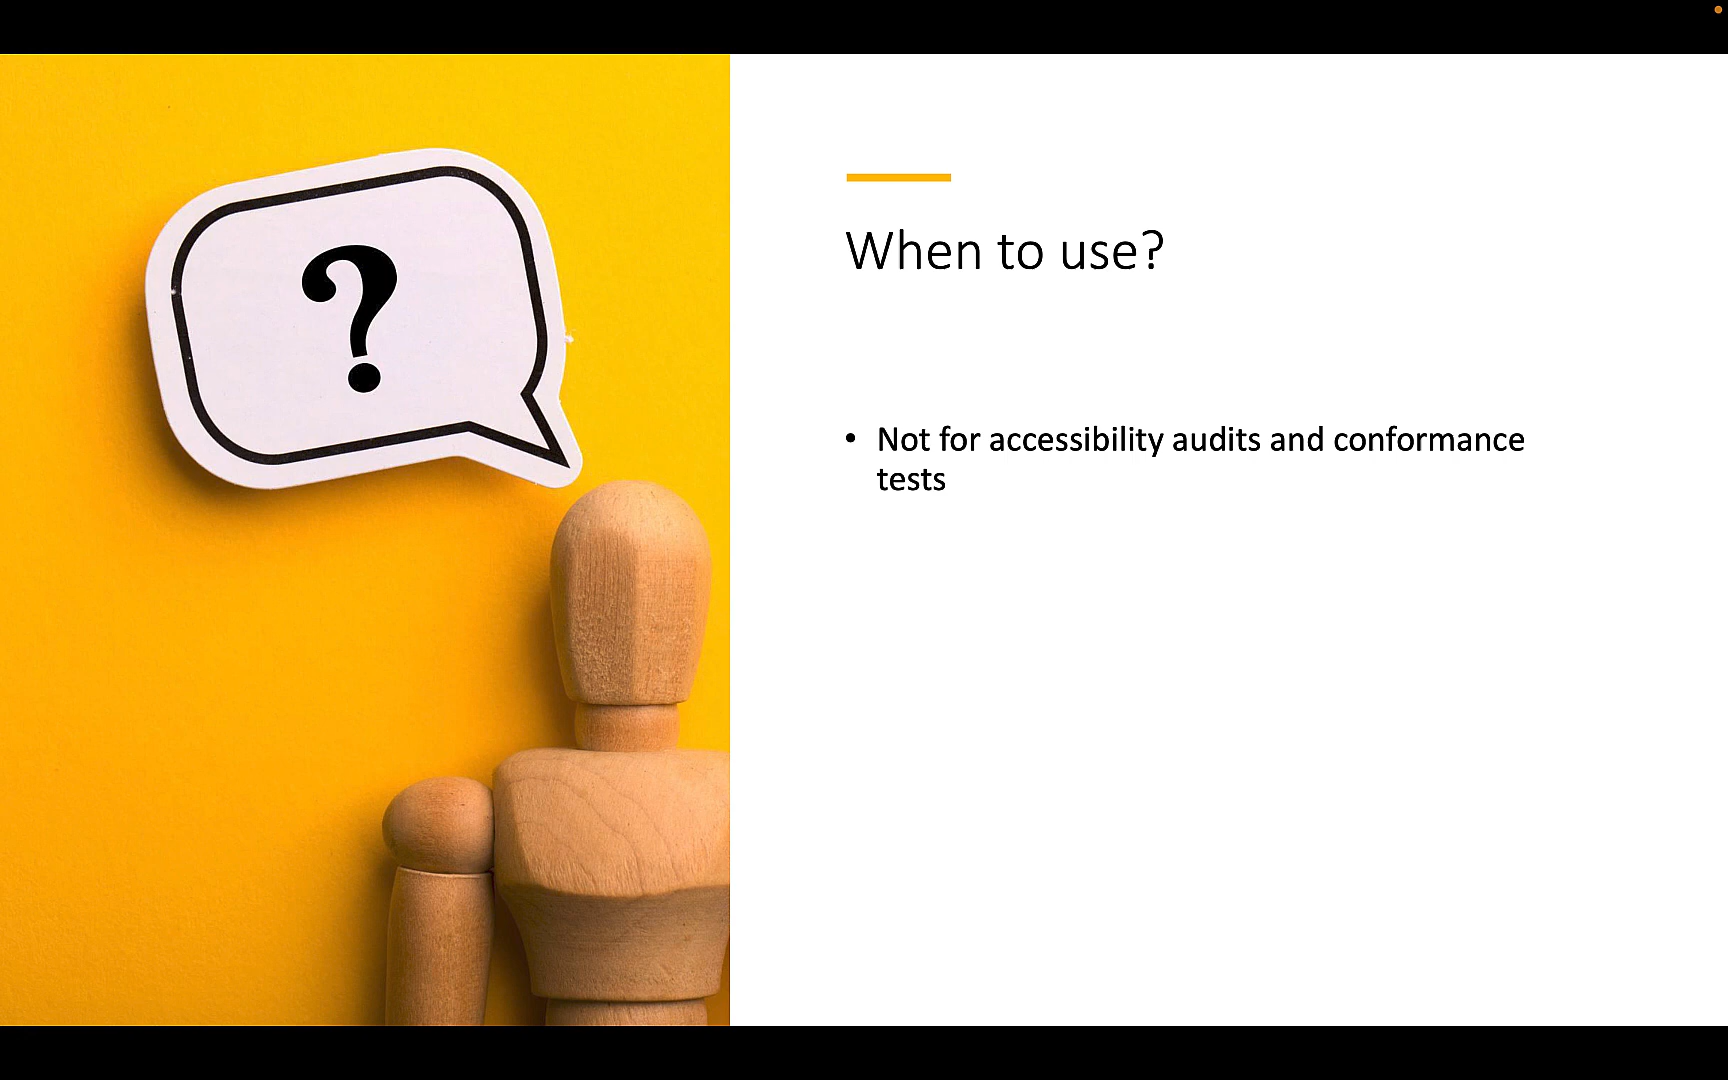 ?
When to use?
• Not for accessibility audits and conformance
tests